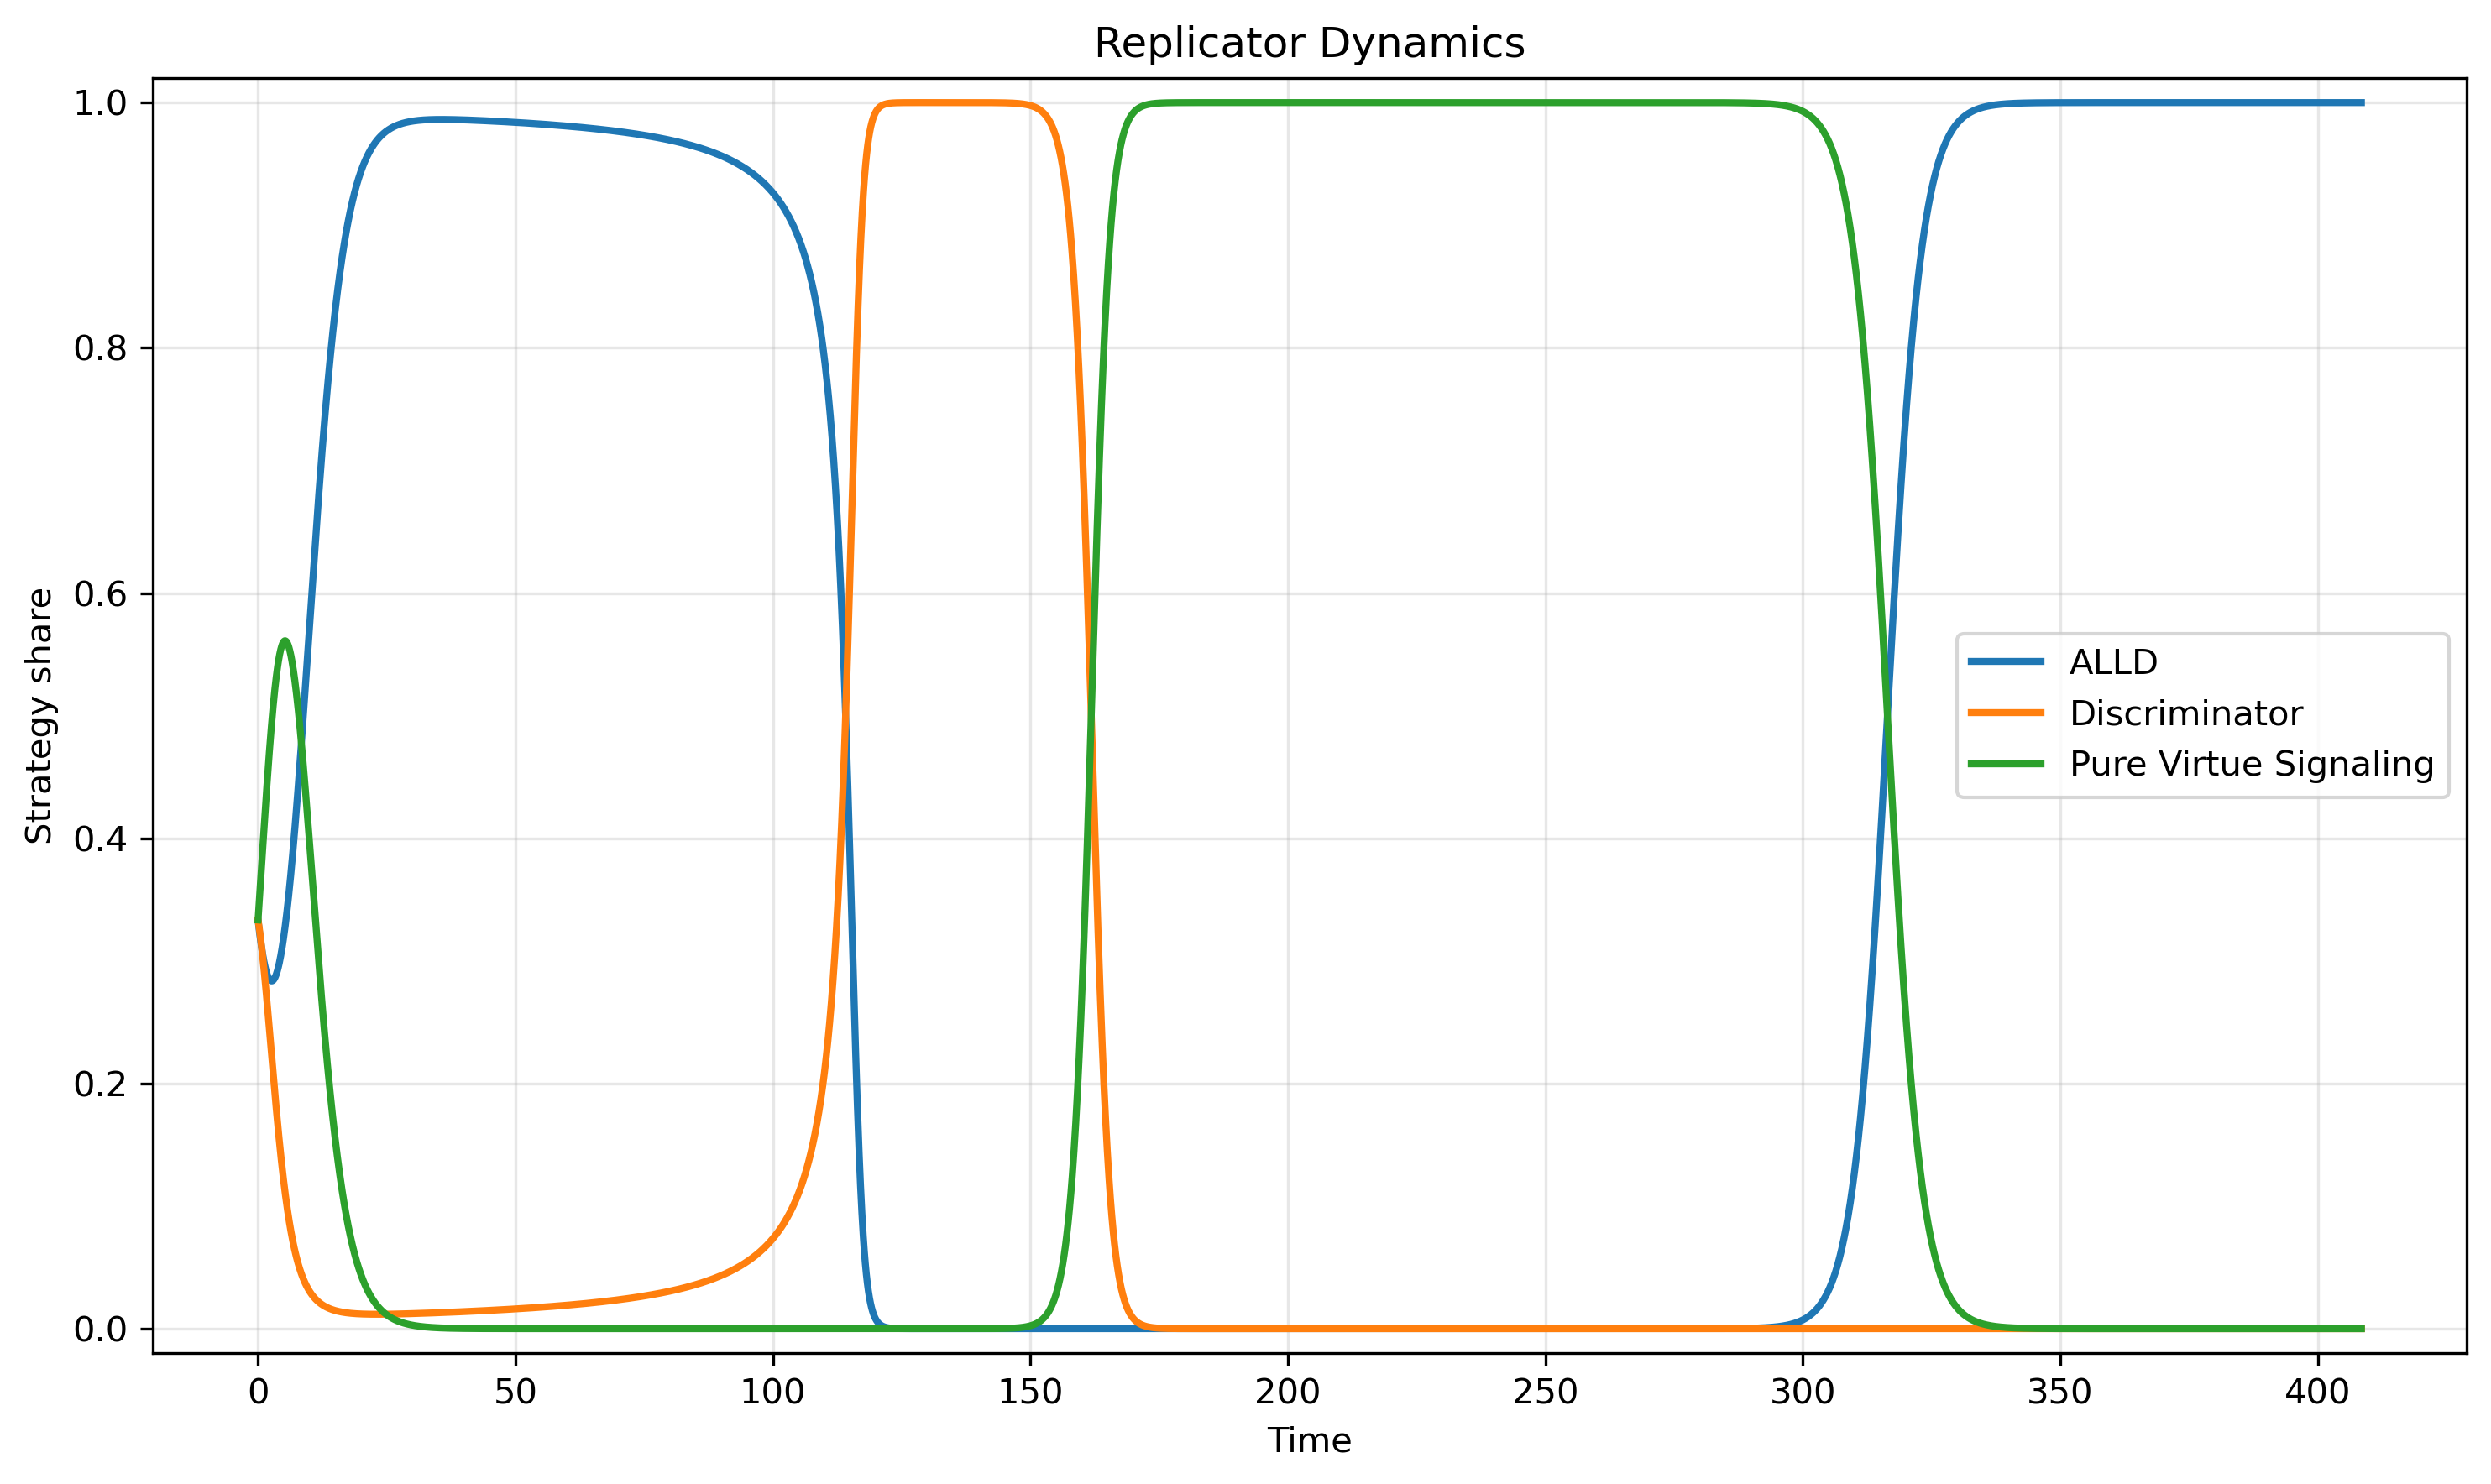 Replicator Dynamics
Strategy share
1.0
0.8
0.6
0.4
0.2
0.0
ALLD
Discriminator
Pure Virtue Signaling
0 50 100 150 200 250 300 350 400
Time